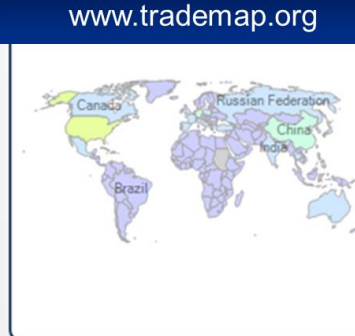 www.trademap.org
Canada
Russian Federation
China
India
Brazil